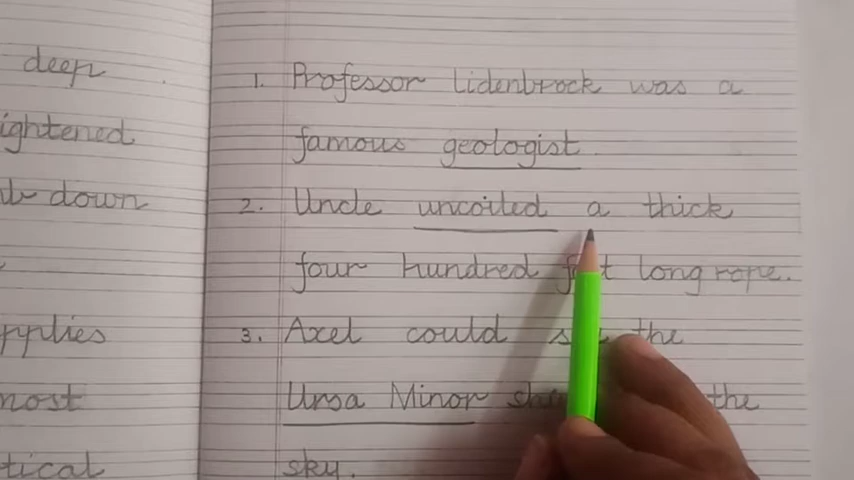 deep
ightened
down
pplies
most
tical
1. Professor Lidenbrock was a
famous geologist.
2. Uncle uncoiled a thick
four hundred long rope.
3. Axel could the
Ursa Minor the
sky.